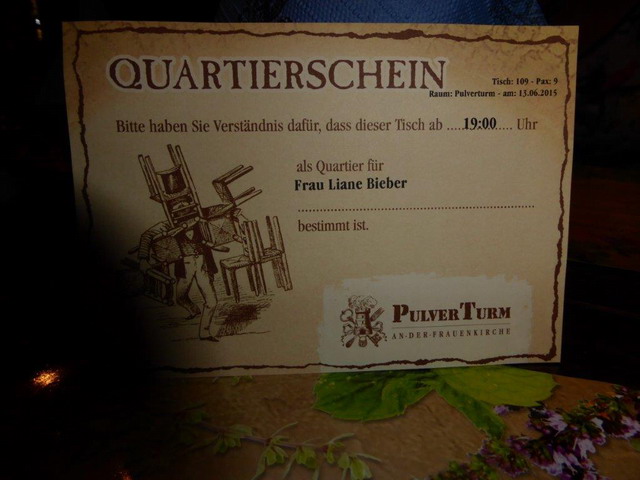 QUARTIERSCHEIN
Tisch: 109 - Pax: 9
Raum: Pulverturm - am: 13.06.2015
Bitte haben Sie Verständnis dafür, dass dieser Tisch ab .....19:00..... Uhr
als Quartier für
Frau Liane Bieber
bestimmt ist.
PULVERTURM
AN·DER·FRAUENKIRCHE